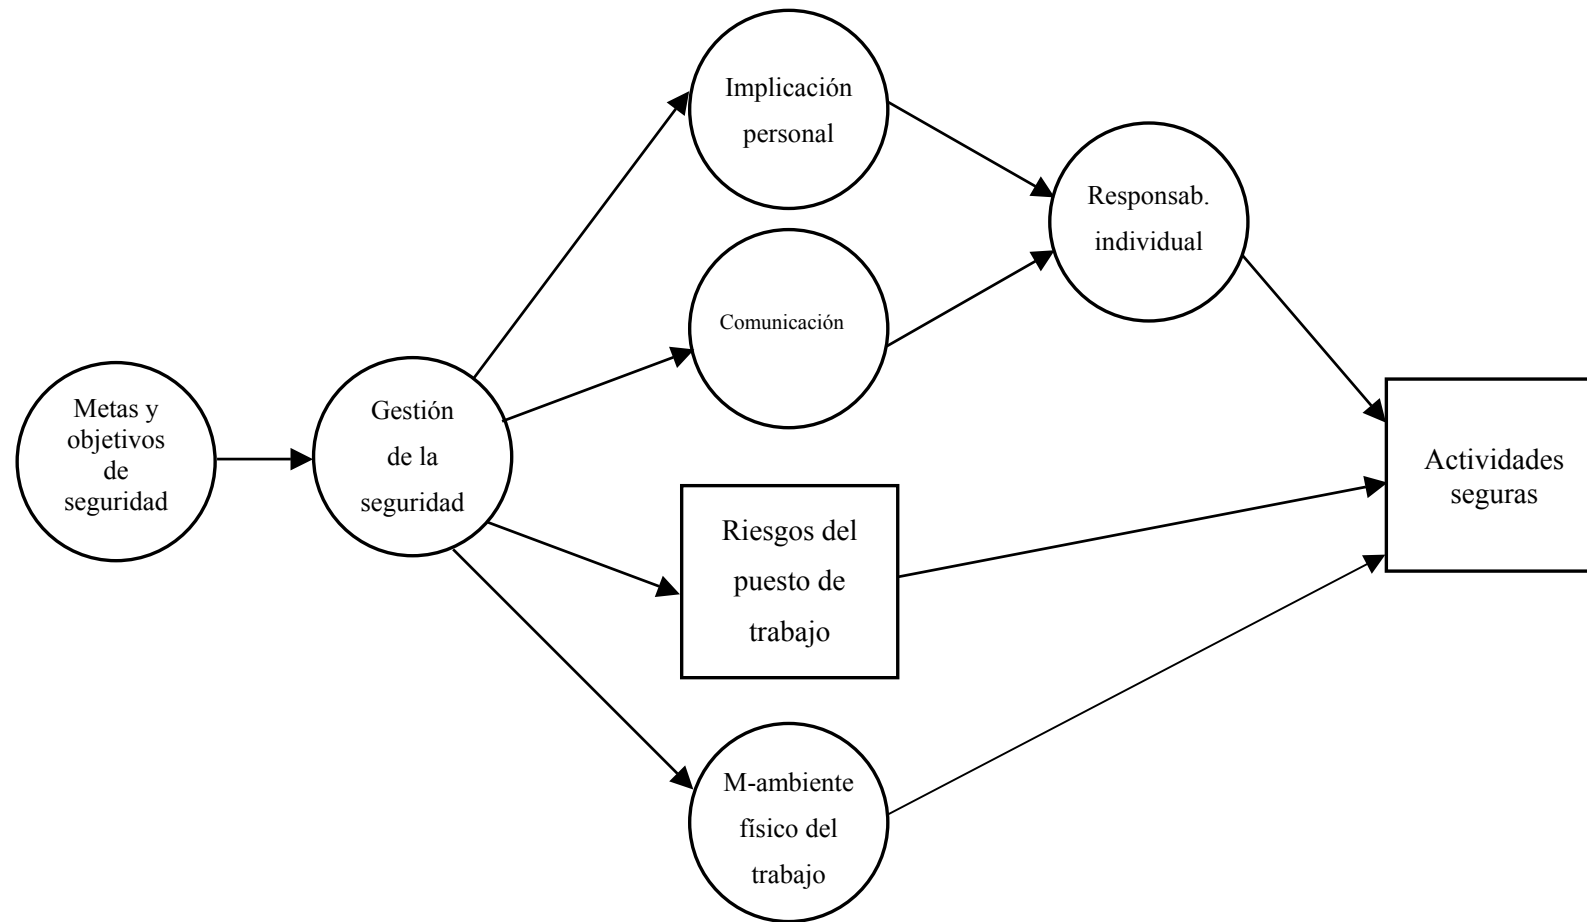 Implicación
personal
Responsab.
individual
Comunicación
Metas y
objetivos
de
seguridad
Gestión
de la
seguridad
Actividades
seguras
Riesgos del
puesto de
trabajo
M-ambiente
físico del
trabajo